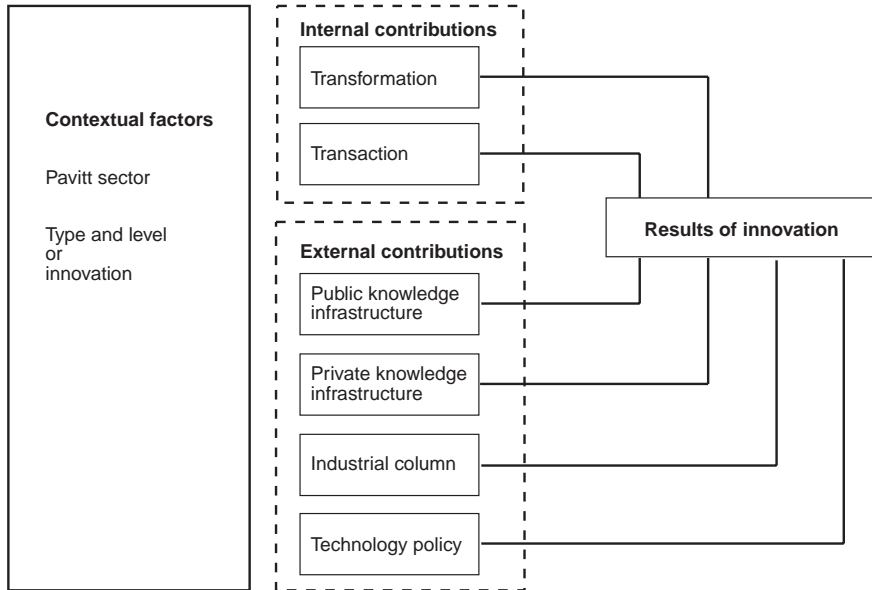 Contextual factors
Pavitt sector
Type and level
or
innovation
Internal contributions
Transformation
Transaction
External contributions
Public knowledge
infrastructure
Private knowledge
infrastructure
Industrial column
Technology policy
Results of innovation